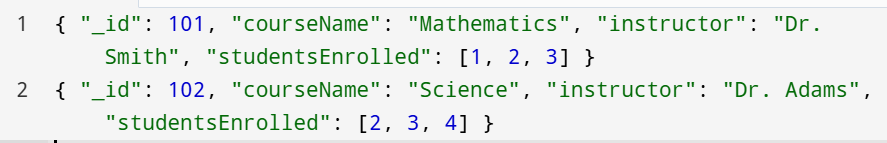 1 { "_id": 101, "courseName": "Mathematics", "instructor": "Dr.
Smith", "studentsEnrolled": [1, 2, 3] }
2 { "_id": 102, "courseName": "Science", "instructor": "Dr. Adams",
"studentsEnrolled": [2, 3, 4] }